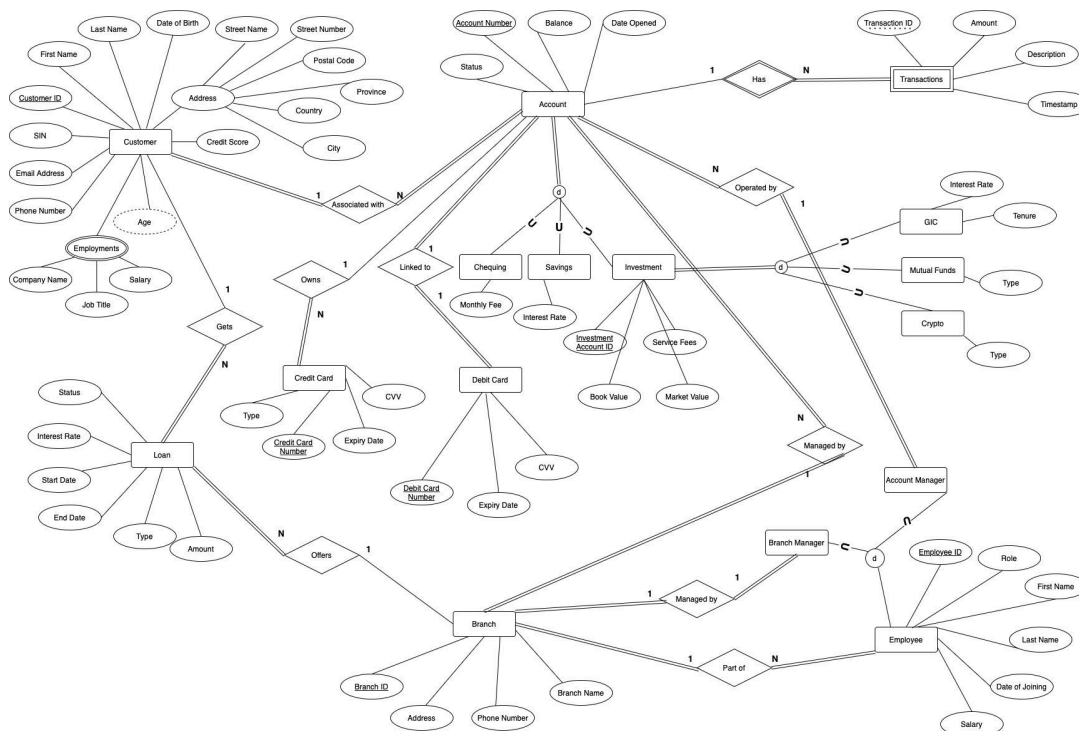 Last Name
Date of Birth
Street Name
Street Number
First Name
Postal Code
Customer ID
Address
Province
Country
SIN
Customer
Credit Score
City
Email Address
Phone Number
Age
Employments
Company Name
Salary
Job Title
1
Associated with
N
Account Number
Balance
Date Opened
Status
Account
1
Has
N
Transaction ID
Amount
Description
Transactions
Timestamp
d
U
U
U
Chequing
Savings
Investment
Monthly Fee
Interest Rate
Investment
Account ID
Service Fees
Book Value
Market Value
N
Operated by
1
Interest Rate
GIC
Tenure
d
U
U
U
Mutual Funds
Type
Crypto
Type
1
Owns
N
1
Linked to
1
Credit Card
Type
CVV
Credit Card
Number
Expiry Date
Debit Card
CVV
Debit Card
Number
Expiry Date
1
Gets
N
Status
Interest Rate
Loan
Start Date
End Date
Type
Amount
N
Offers
1
N
Managed by
1
Account Manager
Branch Manager
U
U
d
1
Managed by
1
Employee ID
Role
First Name
Employee
Last Name
Date of Joining
Salary
Branch
1
Part of
N
Branch ID
Branch Name
Address
Phone Number